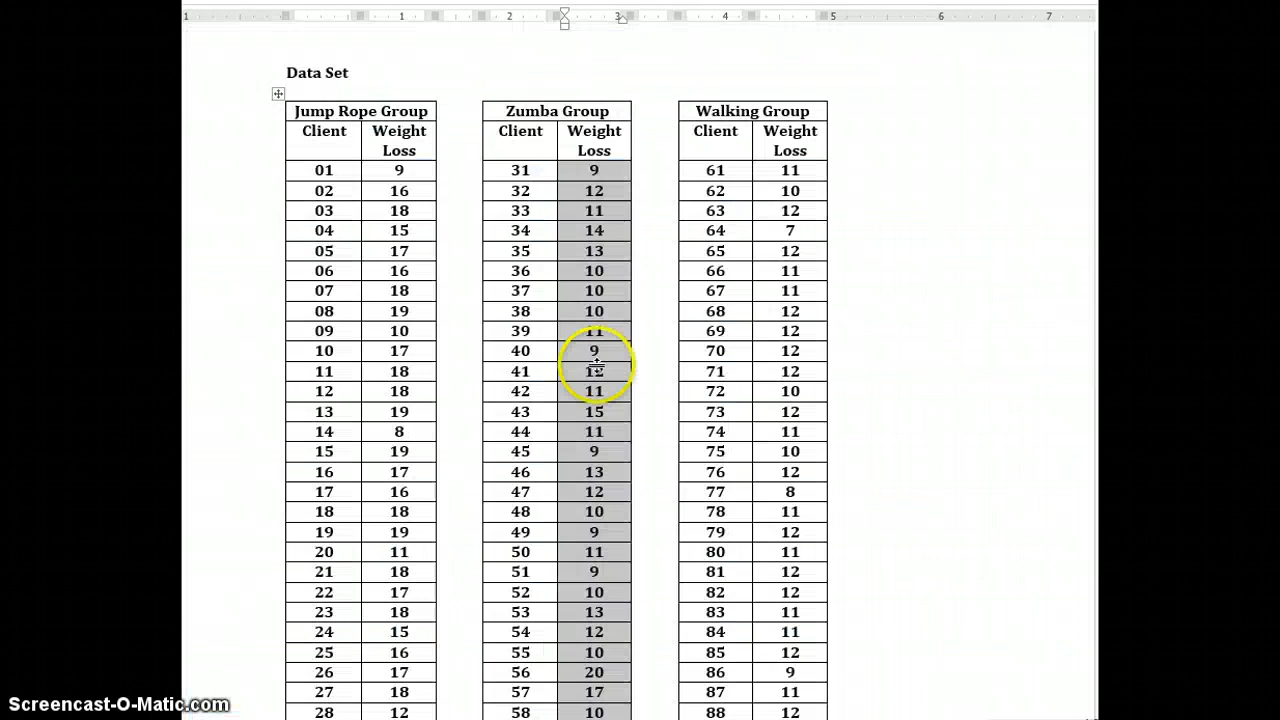 1 1 2 3 4 5 6 7
Data Set
Jump Rope Group Zumba Group Walking Group
Client Weight Client Weight Client Weight
Loss Loss Loss
01 9 31 9 61 11
02 16 32 12 62 10
03 18 33 11 63 12
04 15 34 14 64 7
05 17 35 13 65 12
06 16 36 10 66 11
07 18 37 10 67 11
08 19 38 10 68 12
09 10 39 11 69 12
10 17 40 9 70 12
11 18 41 12 71 12
12 18 42 11 72 10
13 19 43 15 73 12
14 8 44 11 74 11
15 19 45 9 75 10
16 17 46 13 76 12
17 16 47 12 77 8
18 18 48 10 78 11
19 19 49 9 79 12
20 11 50 11 80 11
21 18 51 9 81 12
22 17 52 10 82 12
23 18 53 13 83 11
24 15 54 12 84 11
25 16 55 10 85 12
26 17 56 20 86 9
27 18 57 17 87 11
28 12 58 10 88 12
Screencast-O-Matic.com